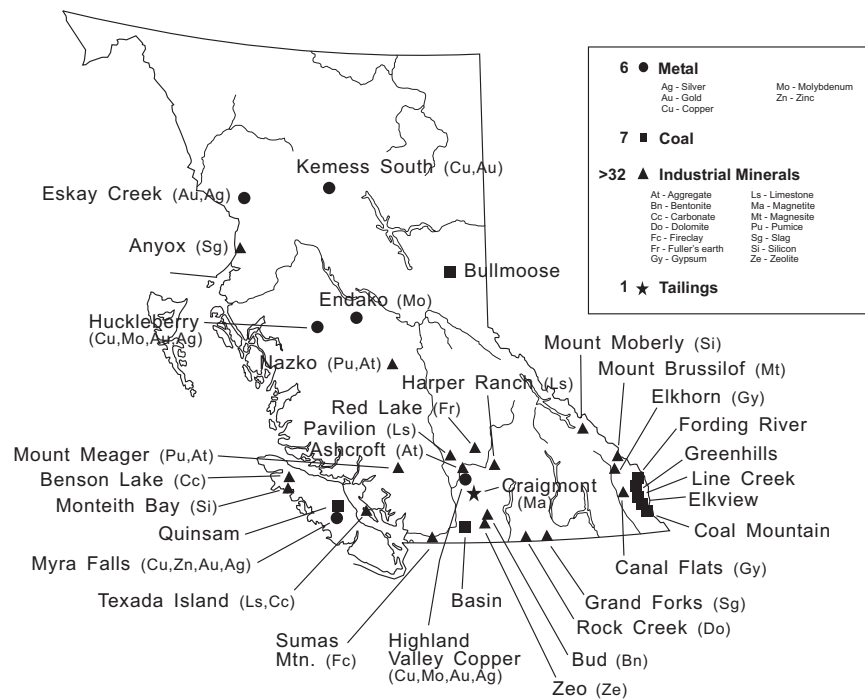 6 Metal
Ag - Silver
Au - Gold
Cu - Copper
Mo - Molybdenum
Zn - Zinc
7 Coal
>32 Industrial Minerals
At - Aggregate
Bn - Bentonite
Cc - Carbonate
Do - Dolomite
Fc - Fireclay
Fr - Fuller's earth
Gy - Gypsum
Ls - Limestone
Ma - Magnetite
Mt - Magnesite
Pu - Pumice
Sg - Slag
Si - Silicon
Ze - Zeolite
1 Tailings
Kemess South (Cu,Au)
Eskay Creek (Au,Ag)
Anyox (Sg)
Bullmoose
Endako (Mo)
Huckleberry
(Cu,Mo,Au,Ag)
Nazko (Pu,At)
Mount Moberly (Si)
Mount Brussilof (Mt)
Harper Ranch (Ls)
Elkhorn (Gy)
Red Lake (Fr)
Fording River
Pavilion (Ls)
Ashcroft (At)
Greenhills
Mount Meager (Pu,At)
Line Creek
Benson Lake (Cc)
Craigmont
(Ma)
Elkview
Monteith Bay (Si)
Coal Mountain
Quinsam
Myra Falls (Cu,Zn,Au,Ag)
Canal Flats (Gy)
Texada Island (Ls,Cc)
Basin
Grand Forks (Sg)
Rock Creek (Do)
Sumas
Mtn. (Fc)
Highland
Valley Copper
(Cu,Mo,Au,Ag)
Bud (Bn)
Zeo (Ze)